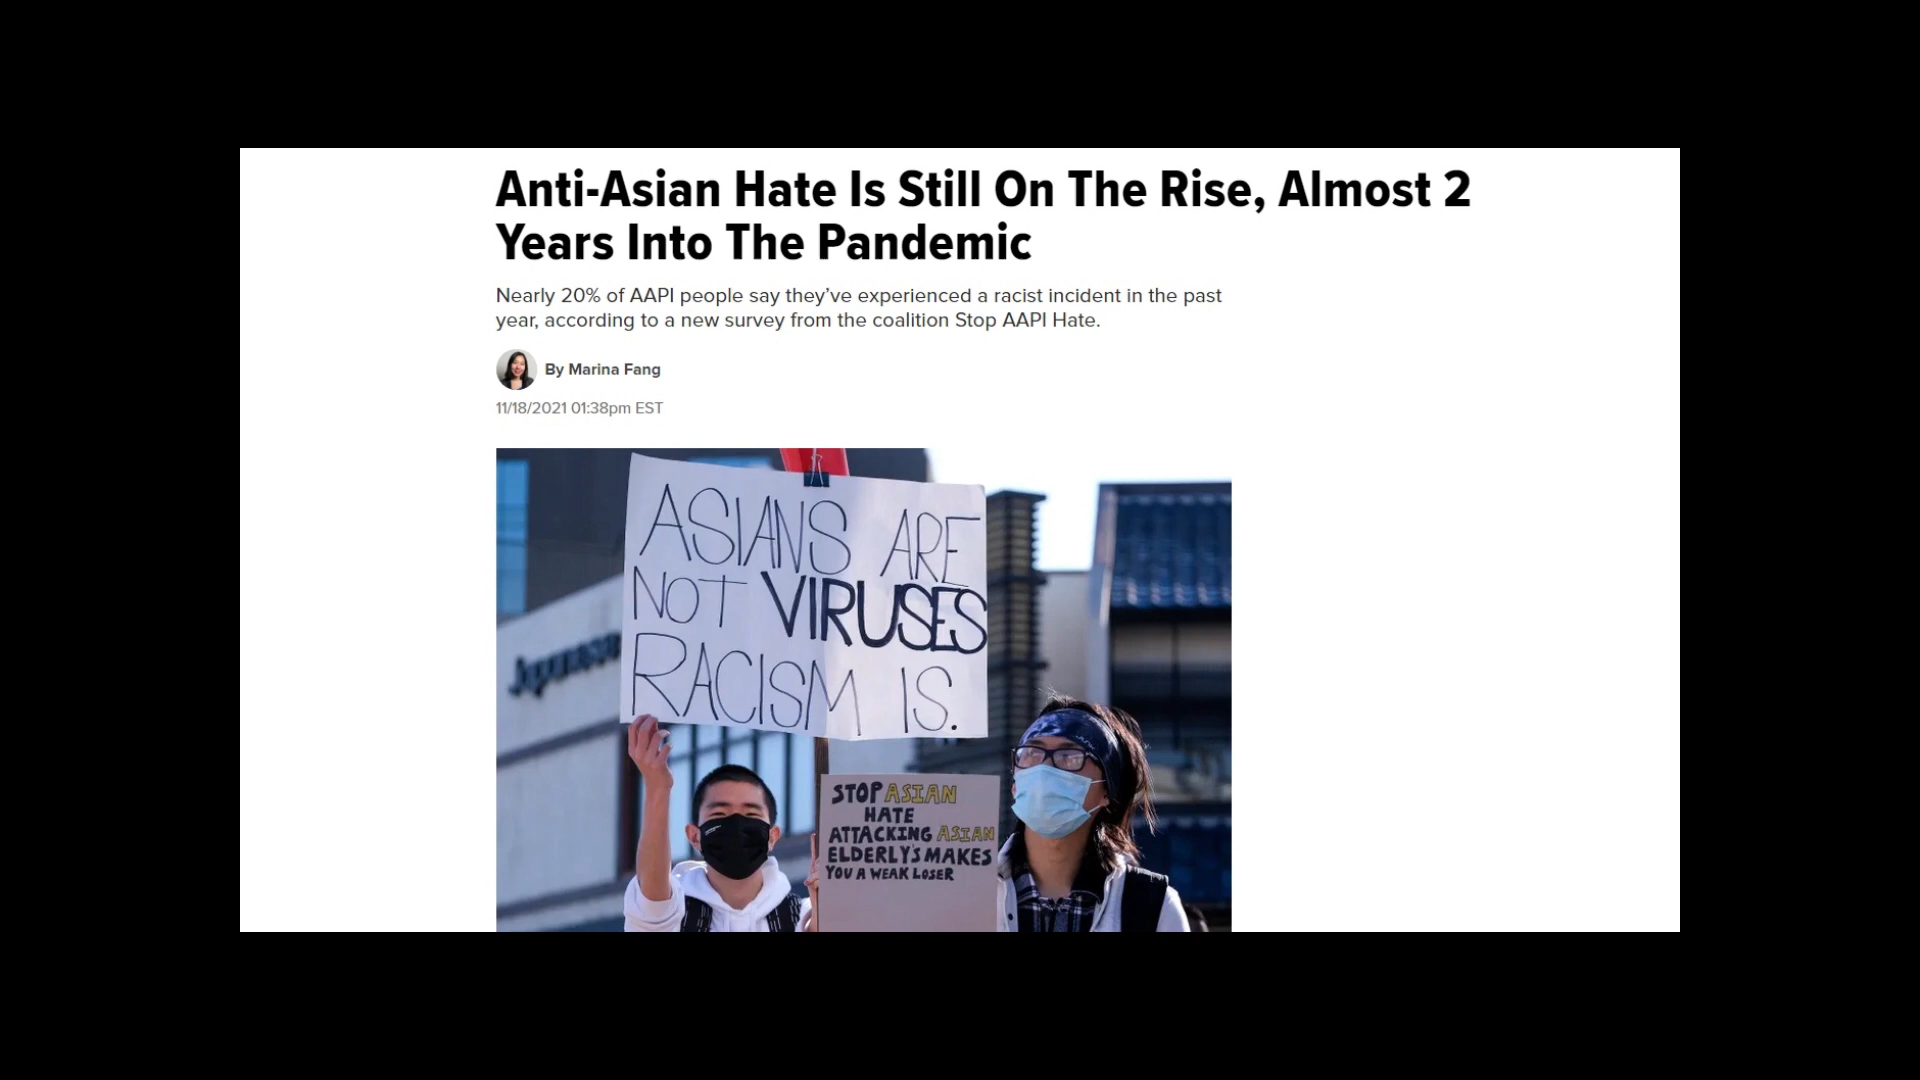 Anti-Asian Hate Is Still On The Rise, Almost 2
Years Into The Pandemic
Nearly 20% of AAPI people say they’ve experienced a racist incident in the past
year, according to a new survey from the coalition Stop AAPI Hate.
By Marina Fang
11/18/2021 01:38pm EST
ASIANS ARE
NOT VIRUSES
RACISM IS.
Japanese
STOP ASIAN
HATE
ATTACKING ASIAN
ELDERLY'S MAKES
YOU A WEAK LOSER